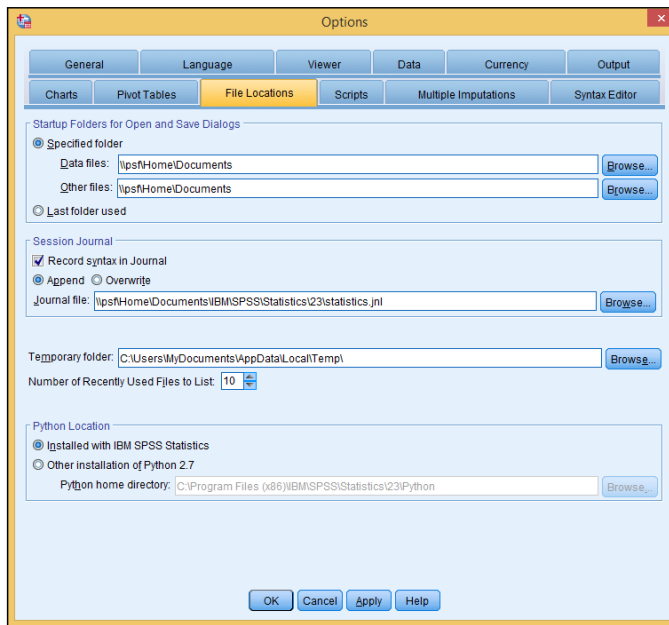 Options
General Language Viewer Data Currency Output
Charts Pivot Tables File Locations Scripts Multiple Imputations Syntax Editor
Startup Folders for Open and Save Dialogs
Specified folder
Data files: \\psf\Home\Documents Browse...
Other files: \\psf\Home\Documents Browse...
Last folder used
Session Journal
Record syntax in Journal
Append Overwrite
Journal file: \\psf\Home\Documents\IBM\SPSS\Statistics\23\statistics.jnl Browse...
Temporary folder: C:\Users\MyDocuments\AppData\Local\Temp\ Browse...
Number of Recently Used Files to List: 10
Python Location
Installed with IBM SPSS Statistics
Other installation of Python 2.7
Python home directory: C:\Program Files (x86)\IBM\SPSS\Statistics\23\Python Browse...
OK Cancel Apply Help